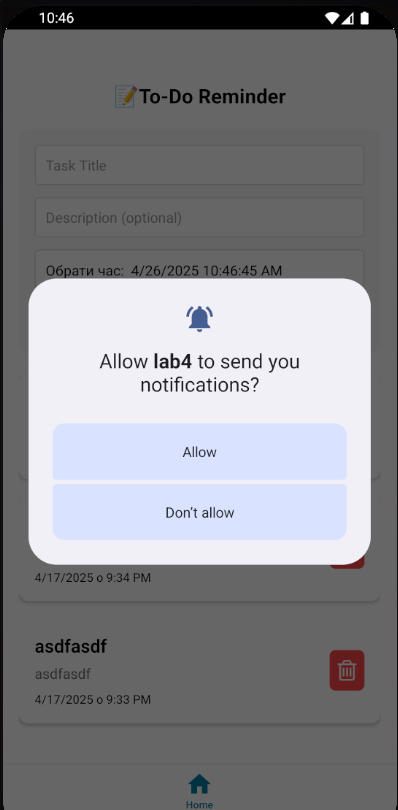 10:46
📝To-Do Reminder
Task Title
Description (optional)
Обрати час: 4/26/2025 10:46:45 AM
Allow lab4 to send you
notifications?
Allow
Don't allow
4/17/2025 о 9:34 PM
asdfasdf
asdfasdf
4/17/2025 о 9:33 PM
Home